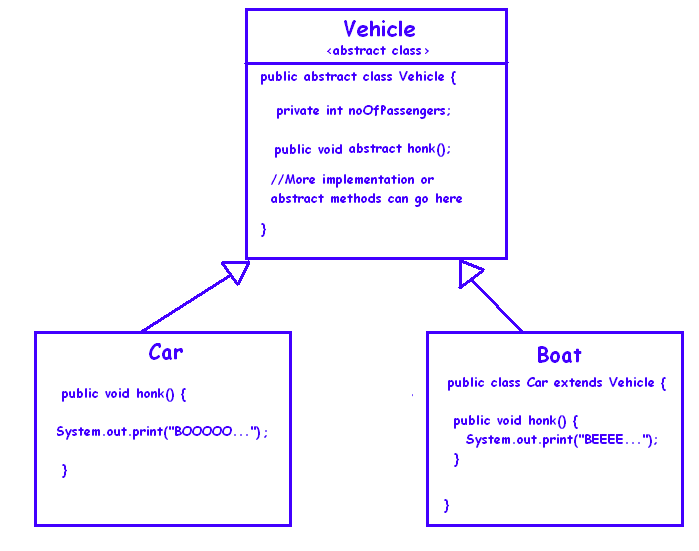 Vehicle
<abstract class>
public abstract class Vehicle {
private int noOfPassengers;
public void abstract honk();
//More implementation or
abstract methods can go here
}
Car
public void honk() {
System.out.print("BOOOOO...") ;
}
Boat
public class Car extends Vehicle {
public void honk() {
System.out.print("BEEEE...");
}
}